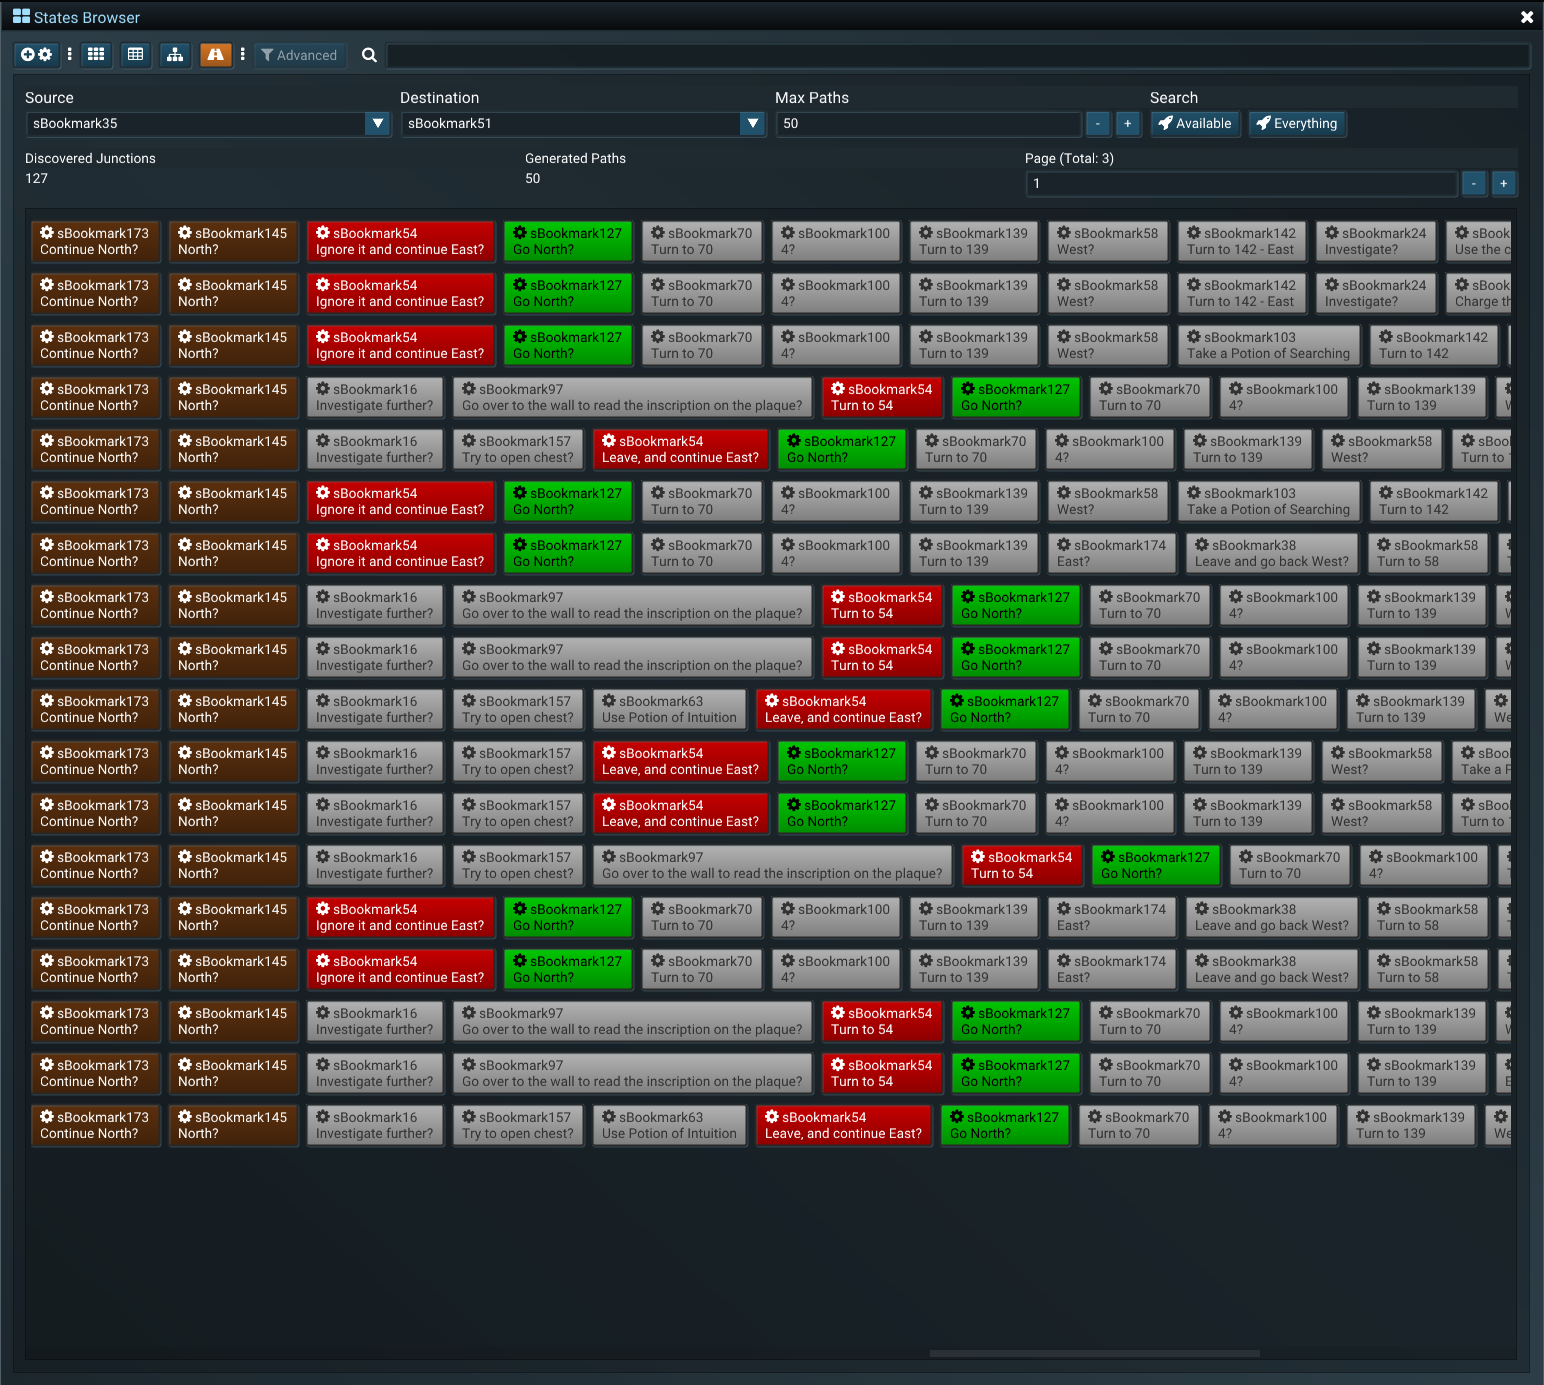 States Browser
Advanced
Source Destination Max Paths Search
sBookmark35 sBookmark51 50 - + Available Everything
Discovered Junctions Generated Paths Page (Total: 3)
127 50 1 - +
sBookmark173 sBookmark145 sBookmark54 sBookmark127 sBookmark70 sBookmark100 sBookmark139 sBookmark58 sBookmark142 sBookmark24 sBook
Continue North? North? Ignore it and continue East? Go North? Turn to 70 4? Turn to 139 West? Turn to 142 - East Investigate? Use the c
sBookmark173 sBookmark145 sBookmark54 sBookmark127 sBookmark70 sBookmark100 sBookmark139 sBookmark58 sBookmark142 sBookmark24 sBook
Continue North? North? Ignore it and continue East? Go North? Turn to 70 4? Turn to 139 West? Turn to 142 - East Investigate? Charge th
sBookmark173 sBookmark145 sBookmark54 sBookmark127 sBookmark70 sBookmark100 sBookmark139 sBookmark58 sBookmark103 sBookmark142
Continue North? North? Ignore it and continue East? Go North? Turn to 70 4? Turn to 139 West? Take a Potion of Searching Turn to 142
sBookmark173 sBookmark145 sBookmark16 sBookmark97 sBookmark54 sBookmark127 sBookmark70 sBookmark100 sBookmark139
Continue North? North? Investigate further? Go over to the wall to read the inscription on the plaque? Turn to 54 Go North? Turn to 70 4? Turn to 139
sBookmark173 sBookmark145 sBookmark16 sBookmark157 sBookmark54 sBookmark127 sBookmark70 sBookmark100 sBookmark139 sBookmark58 sBoo
Continue North? North? Investigate further? Try to open chest? Leave, and continue East? Go North? Turn to 70 4? Turn to 139 West? Turn to
sBookmark173 sBookmark145 sBookmark54 sBookmark127 sBookmark70 sBookmark100 sBookmark139 sBookmark58 sBookmark103 sBookmark142
Continue North? North? Ignore it and continue East? Go North? Turn to 70 4? Turn to 139 West? Take a Potion of Searching Turn to 142
sBookmark173 sBookmark145 sBookmark54 sBookmark127 sBookmark70 sBookmark100 sBookmark139 sBookmark174 sBookmark38 sBookmark58
Continue North? North? Ignore it and continue East? Go North? Turn to 70 4? Turn to 139 East? Leave and go back West? Turn to 58
sBookmark173 sBookmark145 sBookmark16 sBookmark97 sBookmark54 sBookmark127 sBookmark70 sBookmark100 sBookmark139
Continue North? North? Investigate further? Go over to the wall to read the inscription on the plaque? Turn to 54 Go North? Turn to 70 4? Turn to 139
sBookmark173 sBookmark145 sBookmark16 sBookmark97 sBookmark54 sBookmark127 sBookmark70 sBookmark100 sBookmark139
Continue North? North? Investigate further? Go over to the wall to read the inscription on the plaque? Turn to 54 Go North? Turn to 70 4? Turn to 139
sBookmark173 sBookmark145 sBookmark16 sBookmark157 sBookmark63 sBookmark54 sBookmark127 sBookmark70 sBookmark100 sBookmark139
Continue North? North? Investigate further? Try to open chest? Use Potion of Intuition Leave, and continue East? Go North? Turn to 70 4? Turn to 139 We
sBookmark173 sBookmark145 sBookmark16 sBookmark157 sBookmark54 sBookmark127 sBookmark70 sBookmark100 sBookmark139 sBookmark58 sBoo
Continue North? North? Investigate further? Try to open chest? Leave, and continue East? Go North? Turn to 70 4? Turn to 139 West? Take a P
sBookmark173 sBookmark145 sBookmark16 sBookmark157 sBookmark54 sBookmark127 sBookmark70 sBookmark100 sBookmark139 sBookmark58 sBoo
Continue North? North? Investigate further? Try to open chest? Leave, and continue East? Go North? Turn to 70 4? Turn to 139 West? Turn to
sBookmark173 sBookmark145 sBookmark16 sBookmark157 sBookmark97 sBookmark54 sBookmark127 sBookmark70 sBookmark100
Continue North? North? Investigate further? Try to open chest? Go over to the wall to read the inscription on the plaque? Turn to 54 Go North? Turn to 70 4?
sBookmark173 sBookmark145 sBookmark54 sBookmark127 sBookmark70 sBookmark100 sBookmark139 sBookmark174 sBookmark38 sBookmark58
Continue North? North? Ignore it and continue East? Go North? Turn to 70 4? Turn to 139 East? Leave and go back West? Turn to 58
sBookmark173 sBookmark145 sBookmark54 sBookmark127 sBookmark70 sBookmark100 sBookmark139 sBookmark174 sBookmark38 sBookmark58
Continue North? North? Ignore it and continue East? Go North? Turn to 70 4? Turn to 139 East? Leave and go back West? Turn to 58
sBookmark173 sBookmark145 sBookmark16 sBookmark97 sBookmark54 sBookmark127 sBookmark70 sBookmark100 sBookmark139
Continue North? North? Investigate further? Go over to the wall to read the inscription on the plaque? Turn to 54 Go North? Turn to 70 4? Turn to 139
sBookmark173 sBookmark145 sBookmark16 sBookmark97 sBookmark54 sBookmark127 sBookmark70 sBookmark100 sBookmark139
Continue North? North? Investigate further? Go over to the wall to read the inscription on the plaque? Turn to 54 Go North? Turn to 70 4? Turn to 139
sBookmark173 sBookmark145 sBookmark16 sBookmark157 sBookmark63 sBookmark54 sBookmark127 sBookmark70 sBookmark100 sBookmark139
Continue North? North? Investigate further? Try to open chest? Use Potion of Intuition Leave, and continue East? Go North? Turn to 70 4? Turn to 139 We